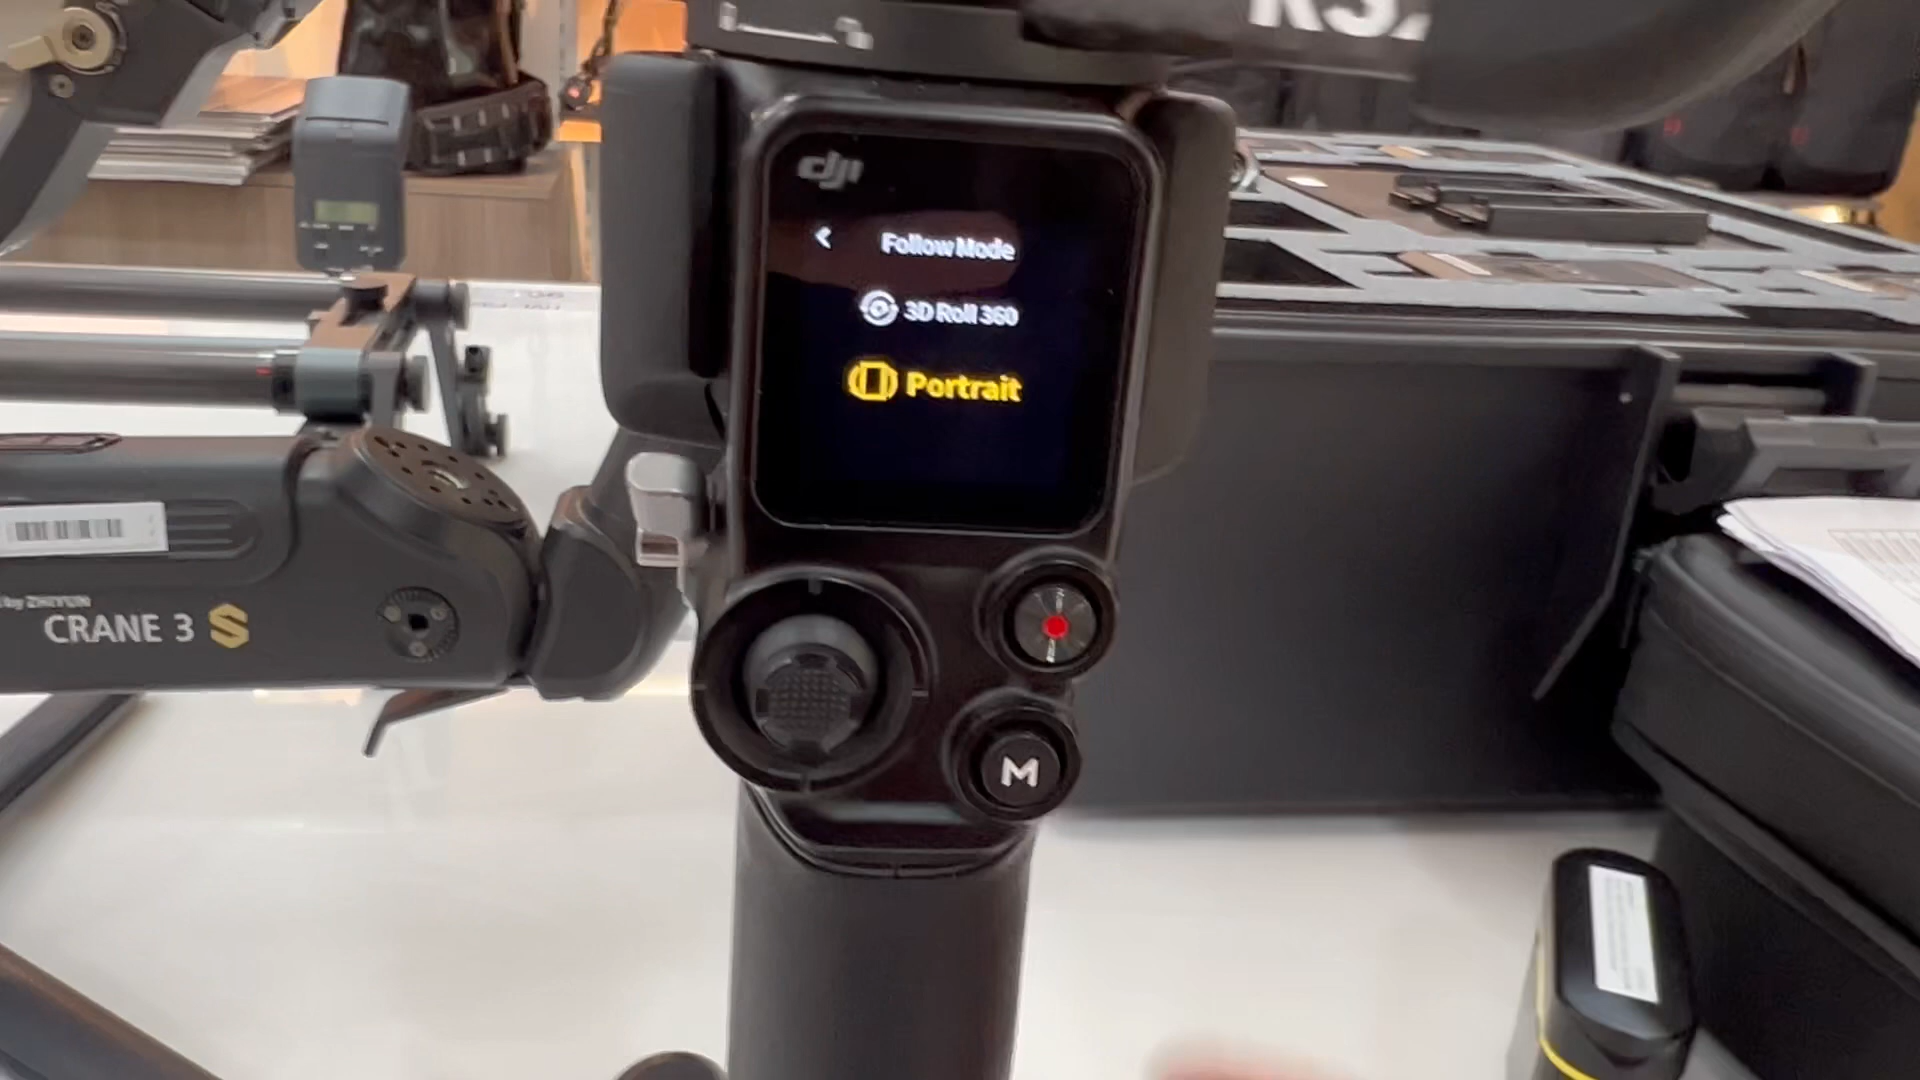 dji
Follow Mode
3D Roll 360
Portrait
M
by ZHIYUN
CRANE 3 S